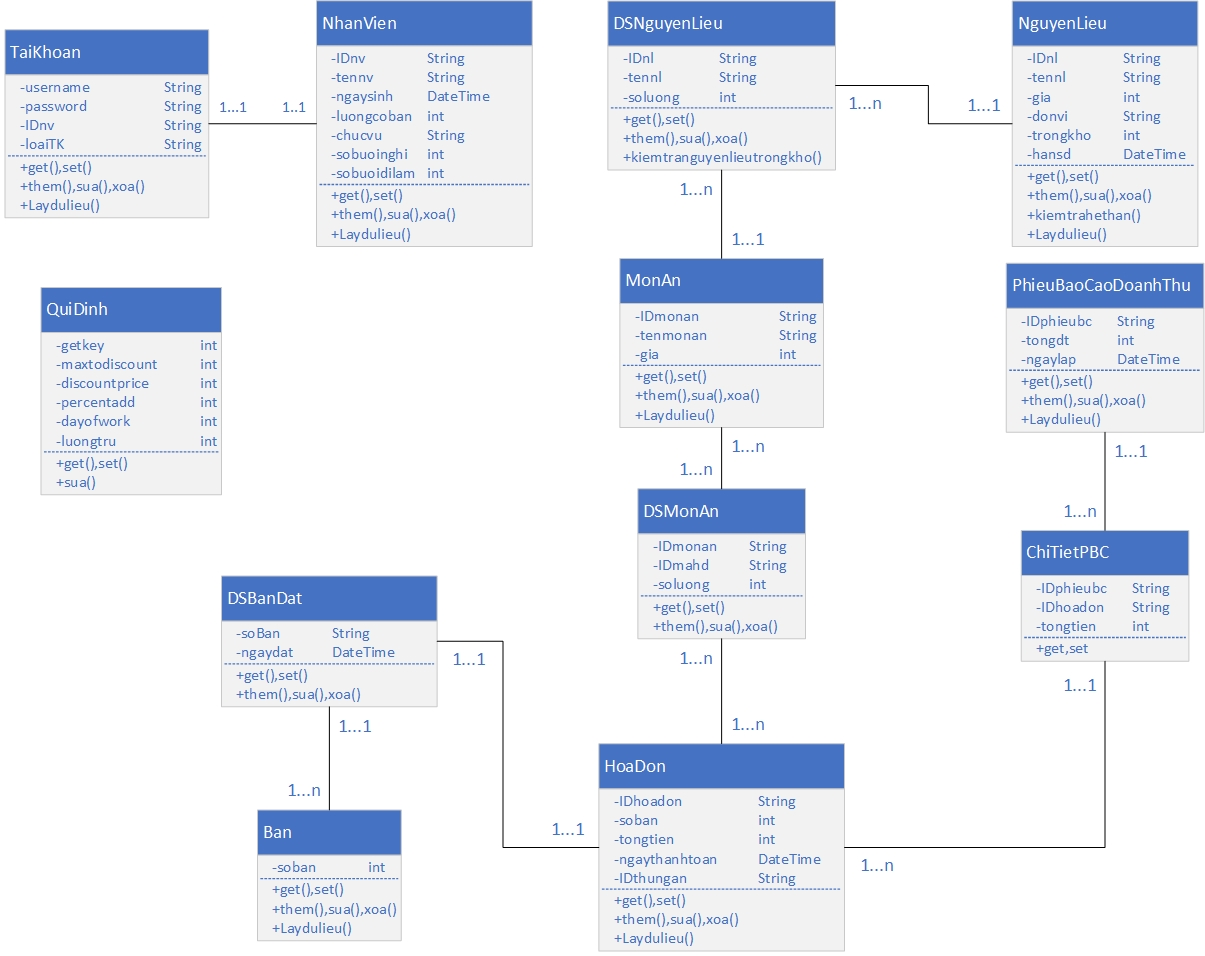 TaiKhoan
-username String
-password String
-IDnv String
-loaiTK String
+get(),set()
+them(),sua(),xoa()
+Laydulieu()
1...1
1..1
NhanVien
-IDnv String
-tennv String
-ngaysinh DateTime
-luongcoban int
-chucvu String
-sobuoinghi int
-sobuoidilam int
+get(),set()
+them(),sua(),xoa()
+Laydulieu()
DSNguyenLieu
-IDnl String
-tennl String
-soluong int
+get(),set()
+them(),sua(),xoa()
+kiemtranguyenlieutrongkho()
1...n
1...1
NguyenLieu
-IDnl String
-tennl String
-gia int
-donvi String
-trongkho int
-hansd DateTime
+get(),set()
+them(),sua(),xoa()
+kiemtrahethan()
+Laydulieu()
1...n
1...1
QuiDinh
-getkey int
-maxtodiscount int
-discountprice int
-percentadd int
-dayofwork int
-luongtru int
+get(),set()
+sua()
MonAn
-IDmonan String
-tenmonan String
-gia int
+get(),set()
+them(),sua(),xoa()
+Laydulieu()
1...n
1...n
PhieuBaoCaoDoanhThu
-IDphieubc String
-tongdt int
-ngaylap DateTime
+get(),set()
+them(),sua(),xoa()
+Laydulieu()
1...1
1...n
DSMonAn
-IDmonan String
-IDmahd String
-soluong int
+get(),set()
+them(),sua(),xoa()
1...n
1...n
ChiTietPBC
-IDphieubc String
-IDhoadon String
-tongtien int
+get,set
1...1
DSBanDat
-soBan String
-ngaydat DateTime
+get(),set()
+them(),sua(),xoa()
1...1
1...1
1...n
1...1
Ban
-soban int
+get(),set()
+them(),sua(),xoa()
+Laydulieu()
HoaDon
-IDhoadon String
-soban int
-tongtien int
-ngaythanhtoan DateTime
-IDthungan String
+get(),set()
+them(),sua(),xoa()
+Laydulieu()
1...n